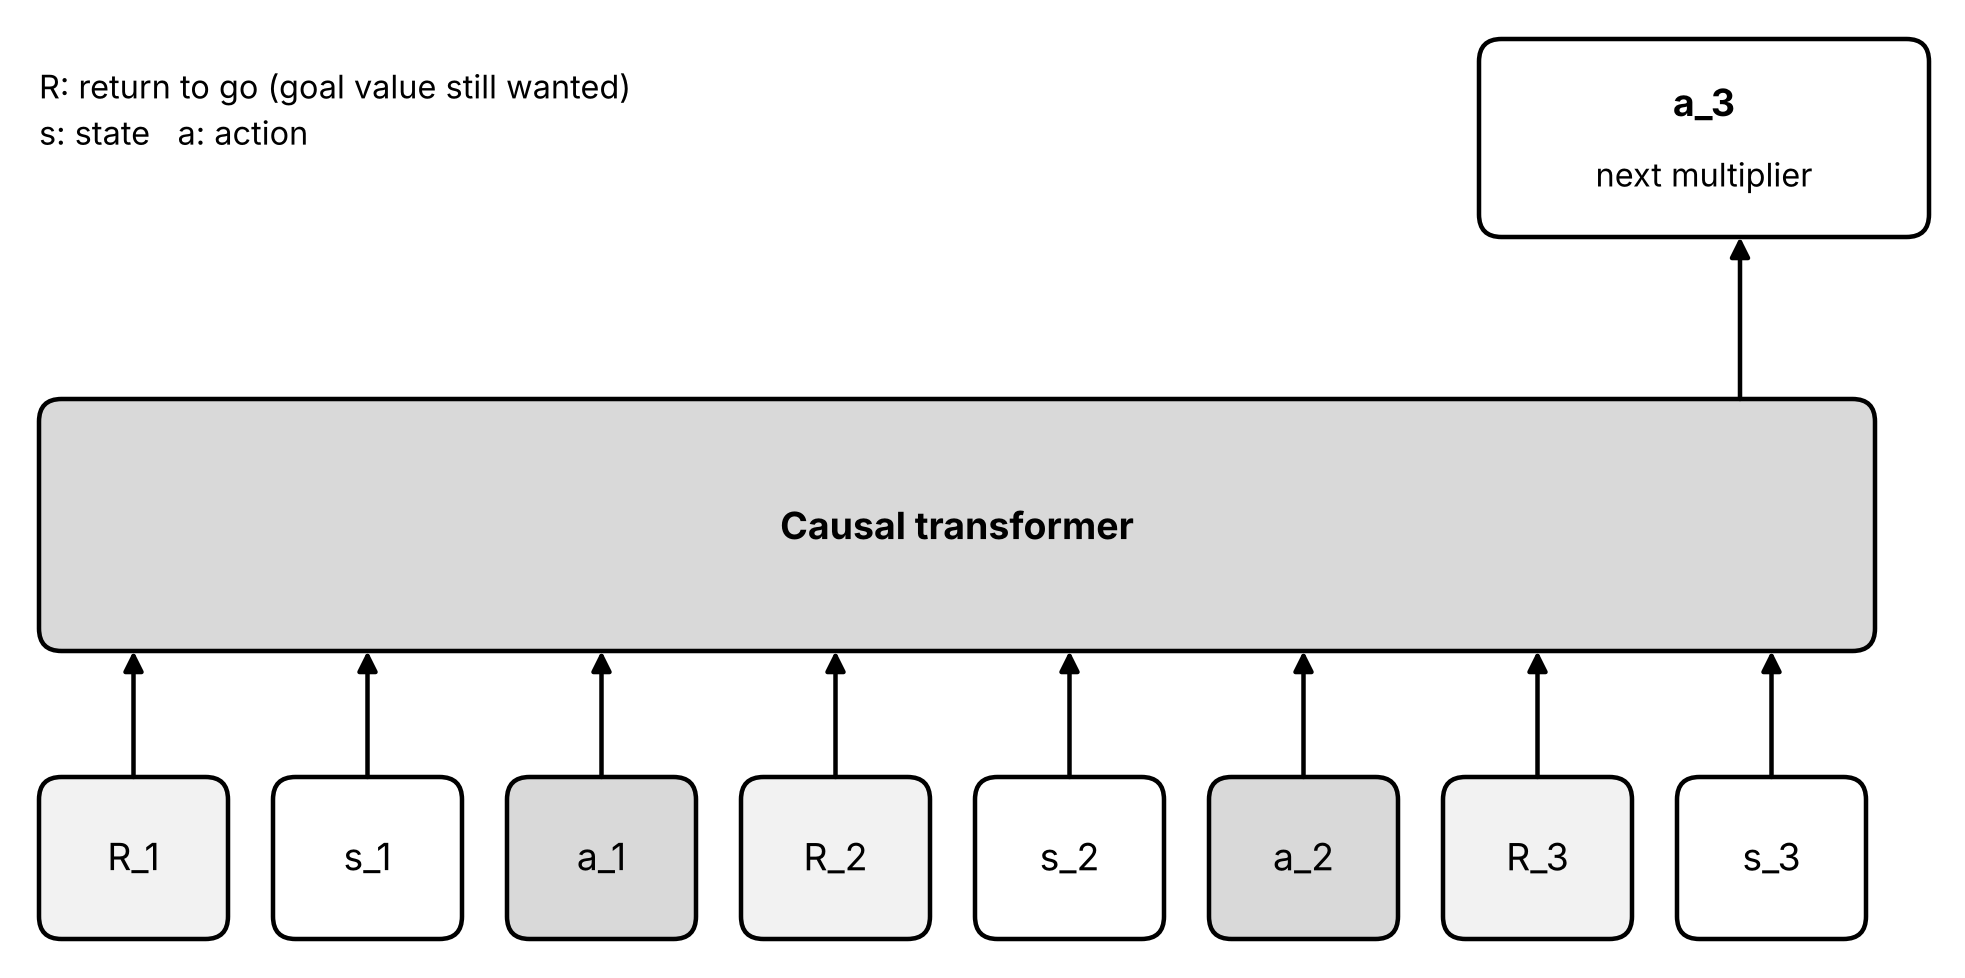 R: return to go (goal value still wanted)
s: state   a: action
a_3
next multiplier
Causal transformer
R_1
s_1
a_1
R_2
s_2
a_2
R_3
s_3